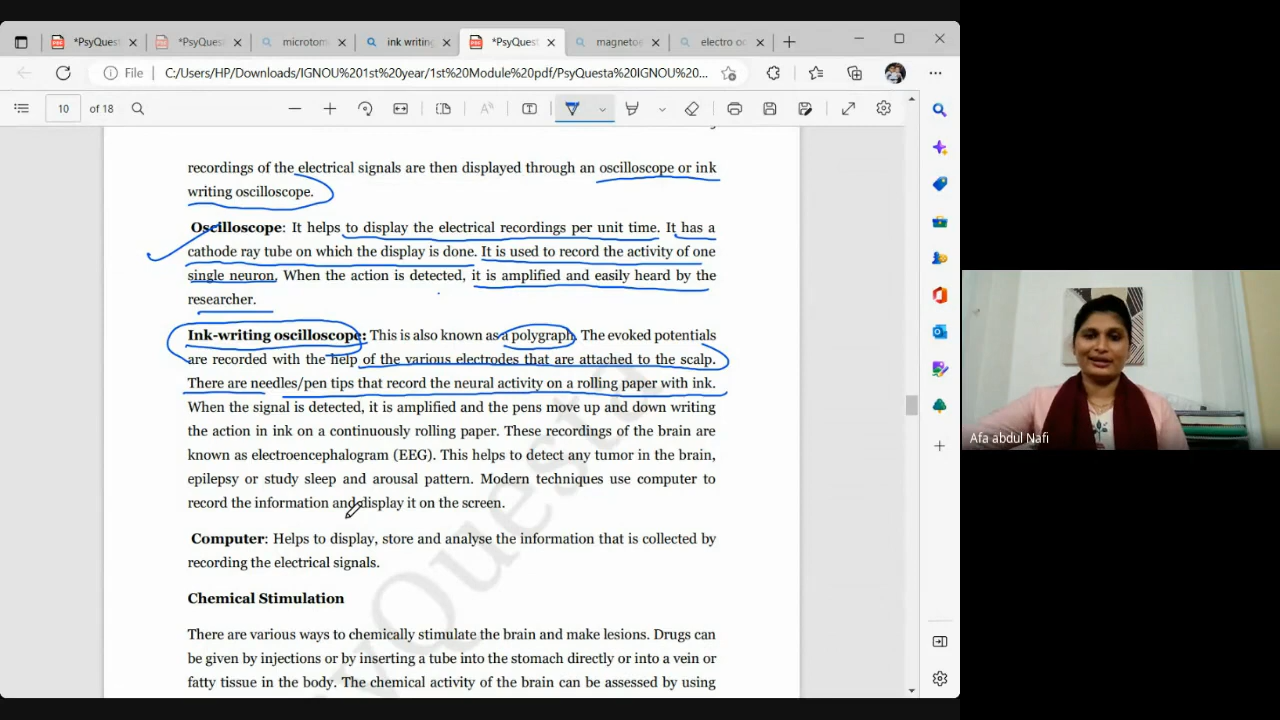 *PsyQues
*PsyQues
microtom
ink writing
*PsyQues
magnetoe
electro oc
File
C:/Users/HP/Downloads/IGNOU%201st%20year/1st%20Module%20pdf/PsyQuesta%20IGNOU%20...
10 of 18
recordings of the electrical signals are then displayed through an oscilloscope or ink
writing oscilloscope.
Oscilloscope: It helps to display the electrical recordings per unit time. It has a
cathode ray tube on which the display is done. It is used to record the activity of one
single neuron. When the action is detected, it is amplified and easily heard by the
researcher.
Ink-writing oscilloscope: This is also known as a polygraph. The evoked potentials
are recorded with the help of the various electrodes that are attached to the scalp.
There are needles/pen tips that record the neural activity on a rolling paper with ink.
When the signal is detected, it is amplified and the pens move up and down writing
the action in ink on a continuously rolling paper. These recordings of the brain are
known as electroencephalogram (EEG). This helps to detect any tumor in the brain,
epilepsy or study sleep and arousal pattern. Modern techniques use computer to
record the information and display it on the screen.
Computer: Helps to display, store and analyse the information that is collected by
recording the electrical signals.
Chemical Stimulation
There are various ways to chemically stimulate the brain and make lesions. Drugs can
be given by injections or by inserting a tube into the stomach directly or into a vein or
fatty tissue in the body. The chemical activity of the brain can be assessed by using
PsyQuesta
Afa abdul Nafi